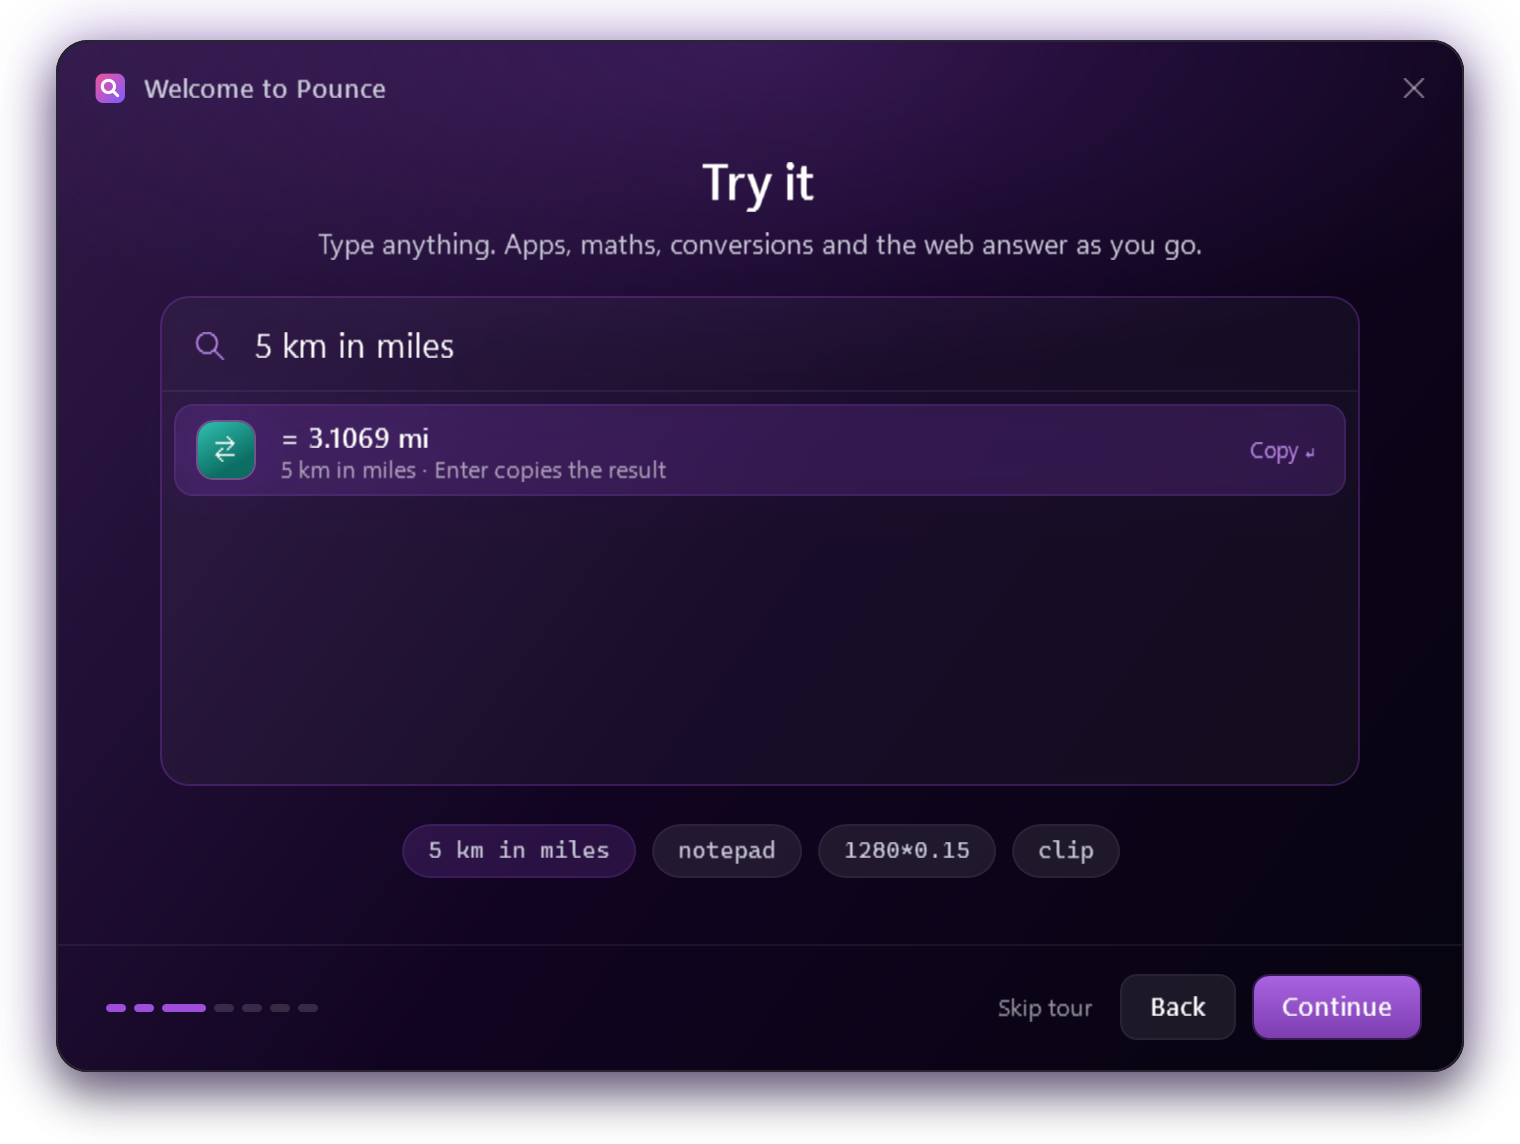 Welcome to Pounce
Try it
Type anything. Apps, maths, conversions and the web answer as you go.
5 km in miles
= 3.1069 mi
5 km in miles · Enter copies the result
Copy ↵
5 km in miles
notepad
1280*0.15
clip
Skip tour
Back
Continue